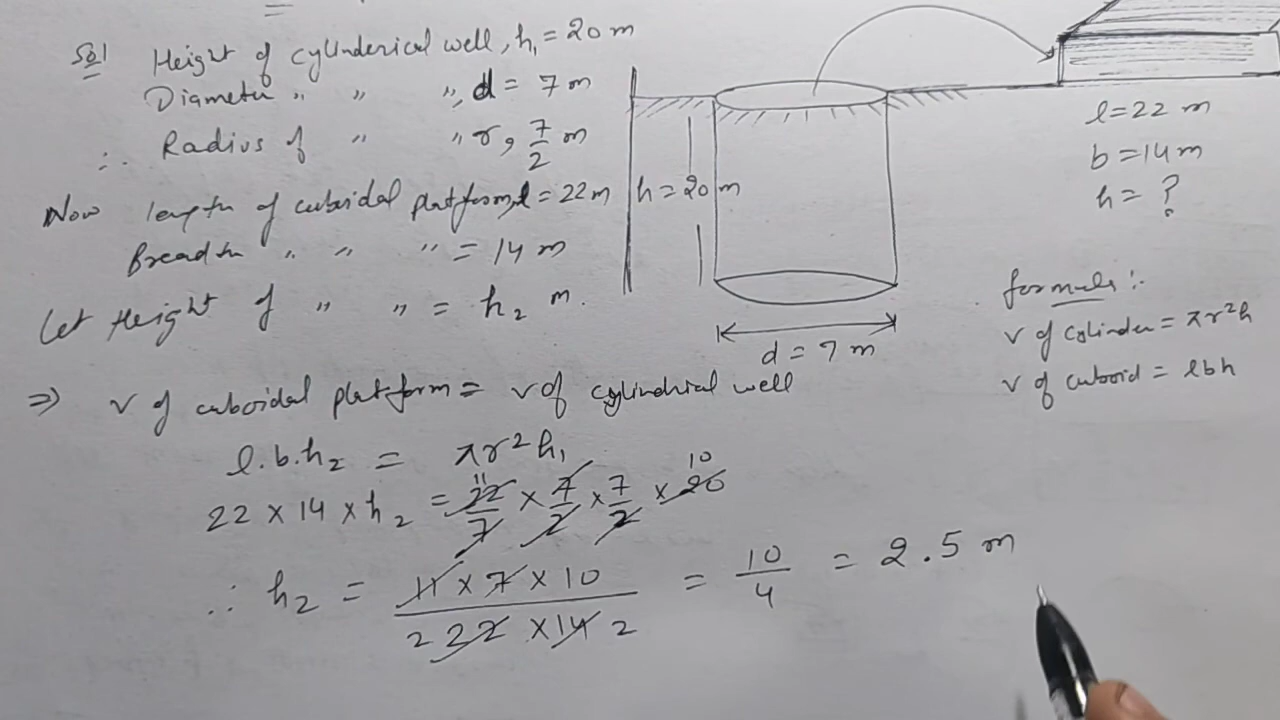 Sol Height of cylinderical well, h₁ = 20 m
Diameter " " ", d = 7 m
∴ Radius of " " r, 7/2 m
Now length of cuboidal platform, l = 22 m
Breadth " " " = 14 m
Let Height of " " = h₂ m.
⇒ v of cuboidal platform = v of cylindrical well
l.b.h₂ = πr²h₁
22 × 14 × h₂ = 22/7 × 7/2 × 7/2 × 20
11
10
∴ h₂ = 11 × 7 × 10 / 2 22 × 14 2 = 10/4 = 2.5 m
h = 20 m
d = 7 m
l = 22 m
b = 14 m
h = ?
formula :-
v of cylinder = πr²h
v of cuboid = lbh